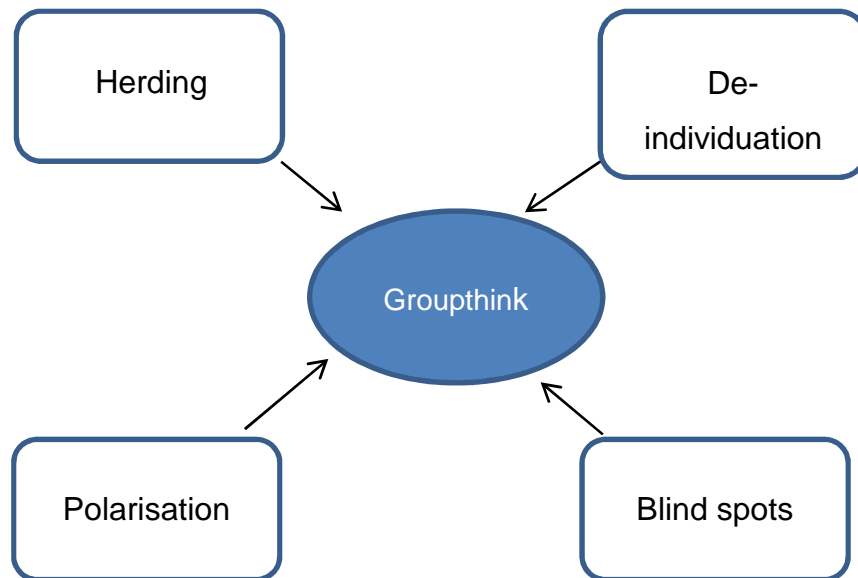 Herding
De-
individuation
Groupthink
Polarisation
Blind spots